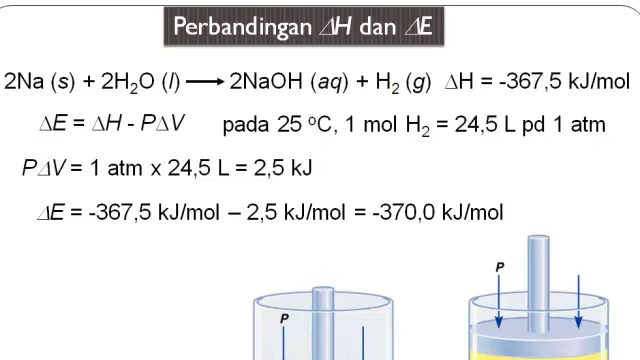 Perbandingan ΔH dan ΔE
2Na (s) + 2H₂O (l) ⟶ 2NaOH (aq) + H₂ (g) ΔH = -367,5 kJ/mol
ΔE = ΔH - PΔV pada 25 ºC, 1 mol H₂ = 24,5 L pd 1 atm
PΔV = 1 atm x 24,5 L = 2,5 kJ
ΔE = -367,5 kJ/mol – 2,5 kJ/mol = -370,0 kJ/mol
P
P